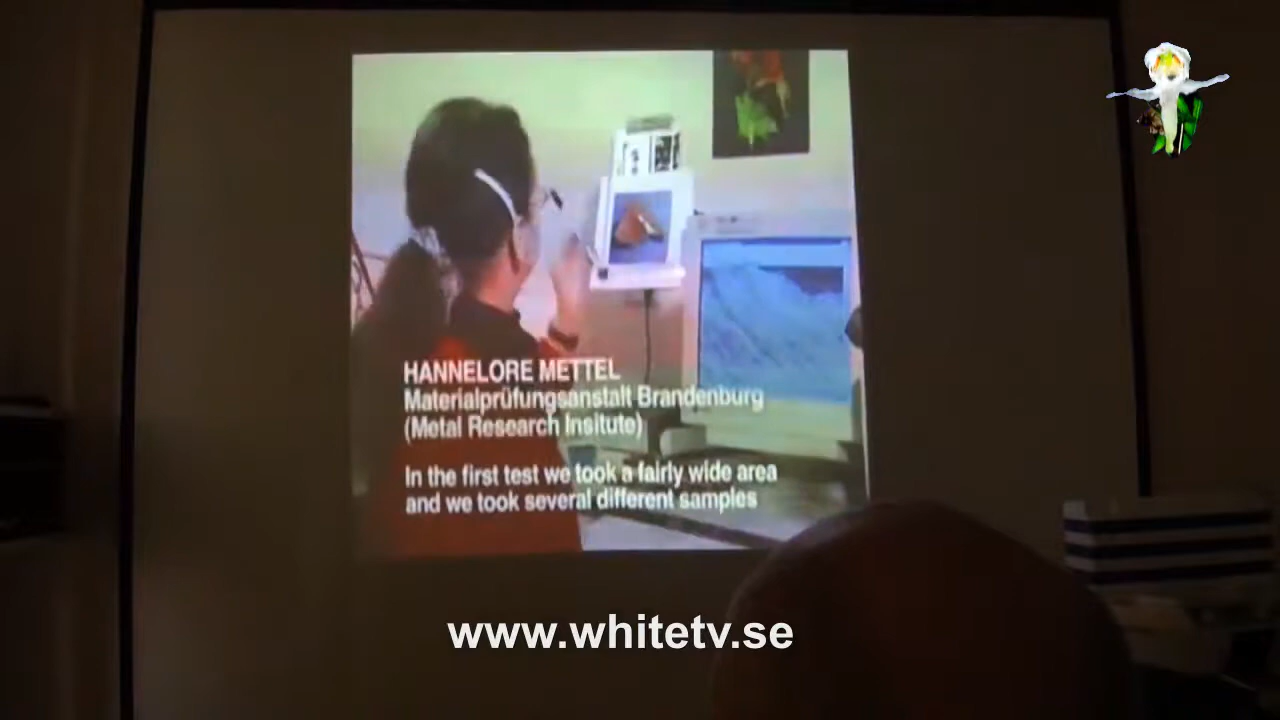 HANNELORE METTEL
Materialprüfungsanstalt Brandenburg
(Metal Research Insitute)
In the first test we took a fairly wide area
and we took several different samples
www.whitetv.se